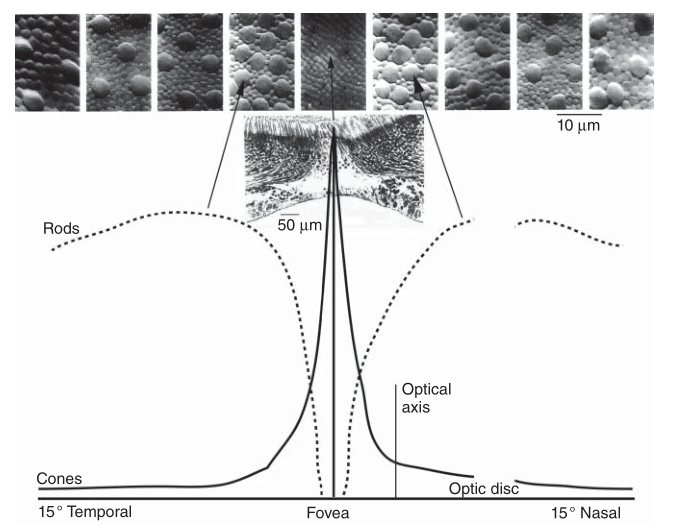 10 μm
50 μm
Rods
Optical
axis
Cones
Optic disc
15° Temporal
Fovea
15° Nasal